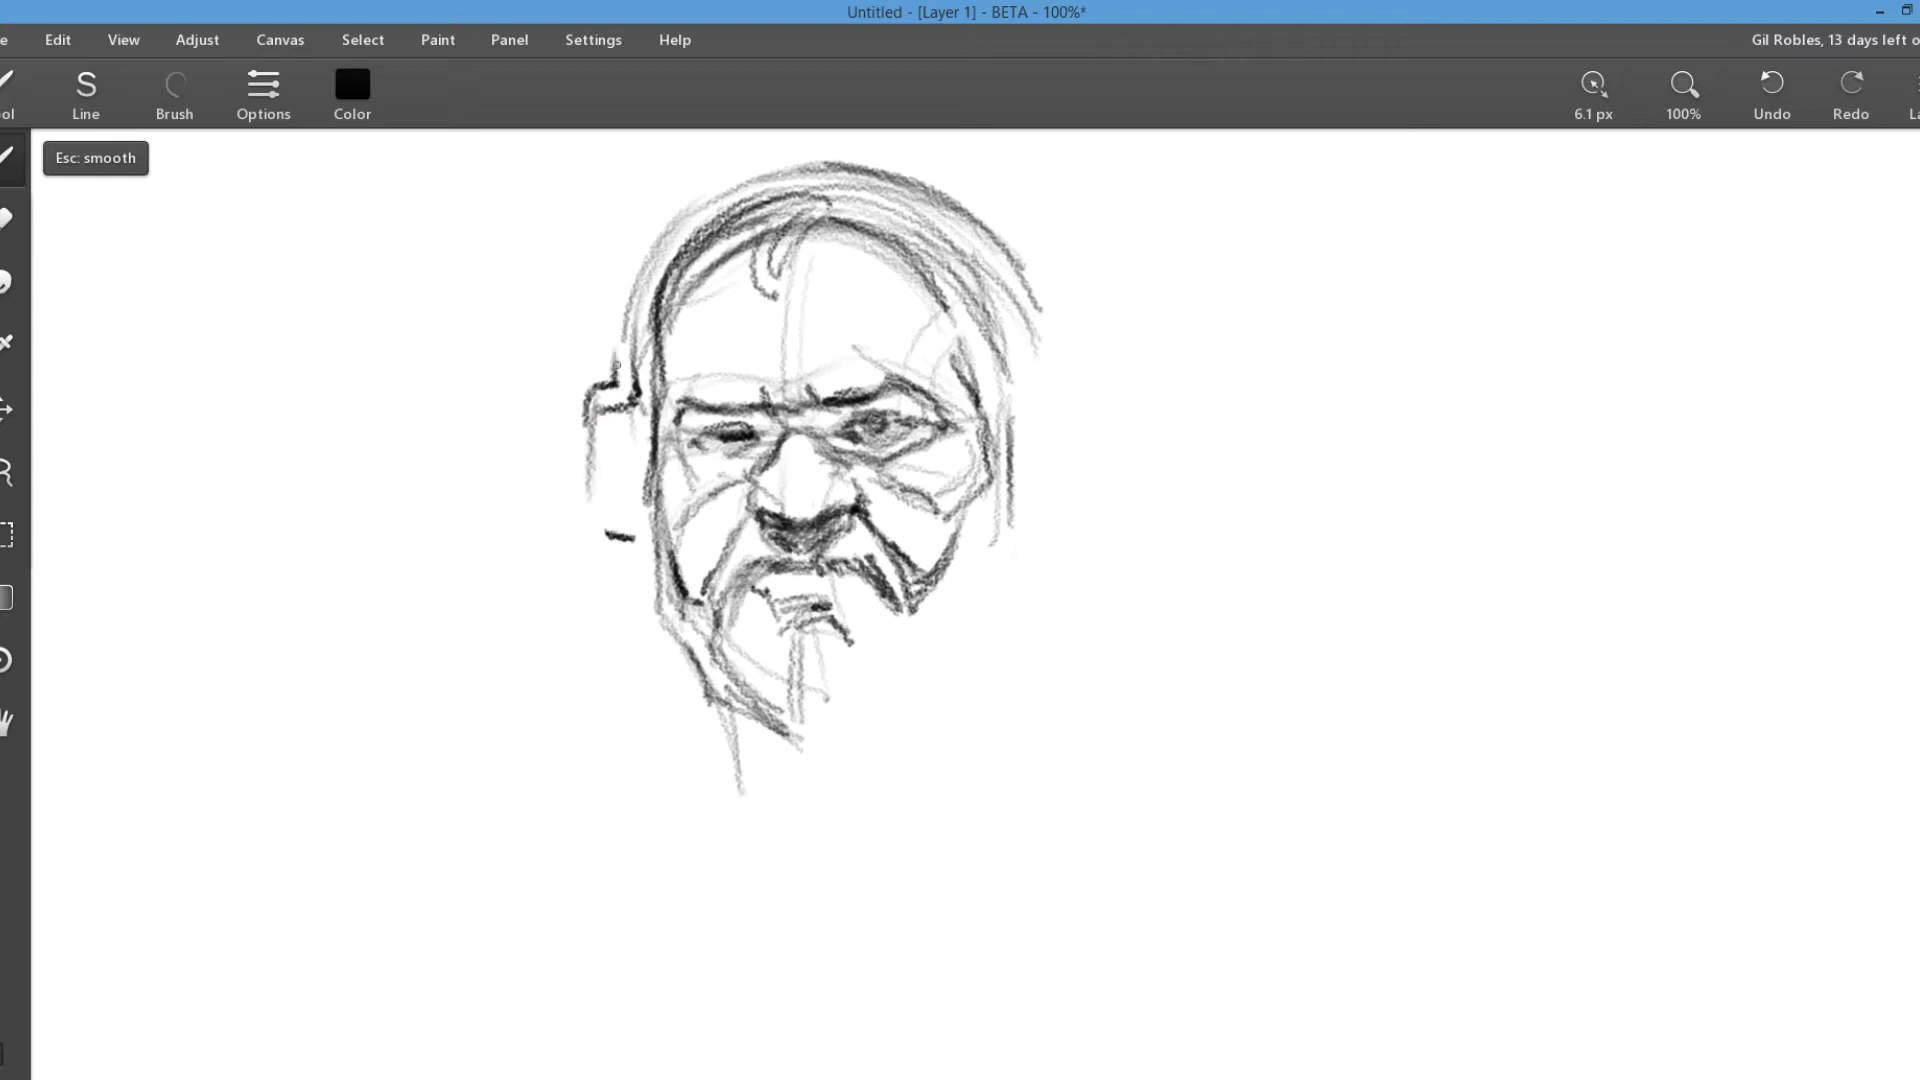 Untitled - [Layer 1] - BETA - 100%*
Edit View Adjust Canvas Select Paint Panel Settings Help
Gil Robles, 13 days left
Line Brush Options Color 6.1 px 100% Undo Redo
Esc: smooth